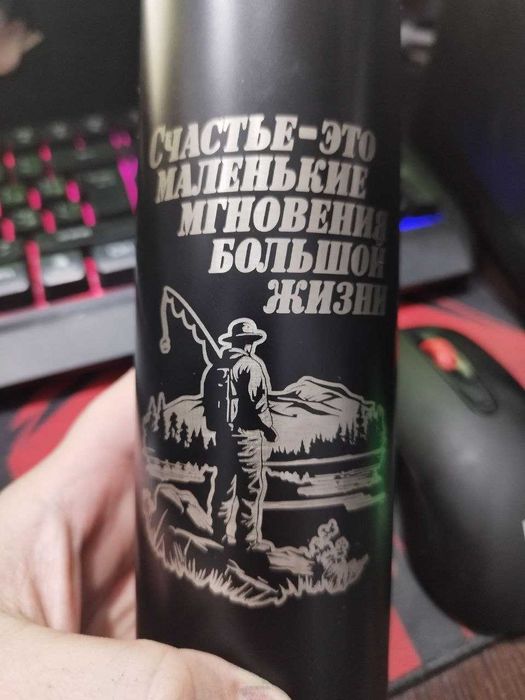 Счастье-это
маленькие
мгновения
большой
жизни